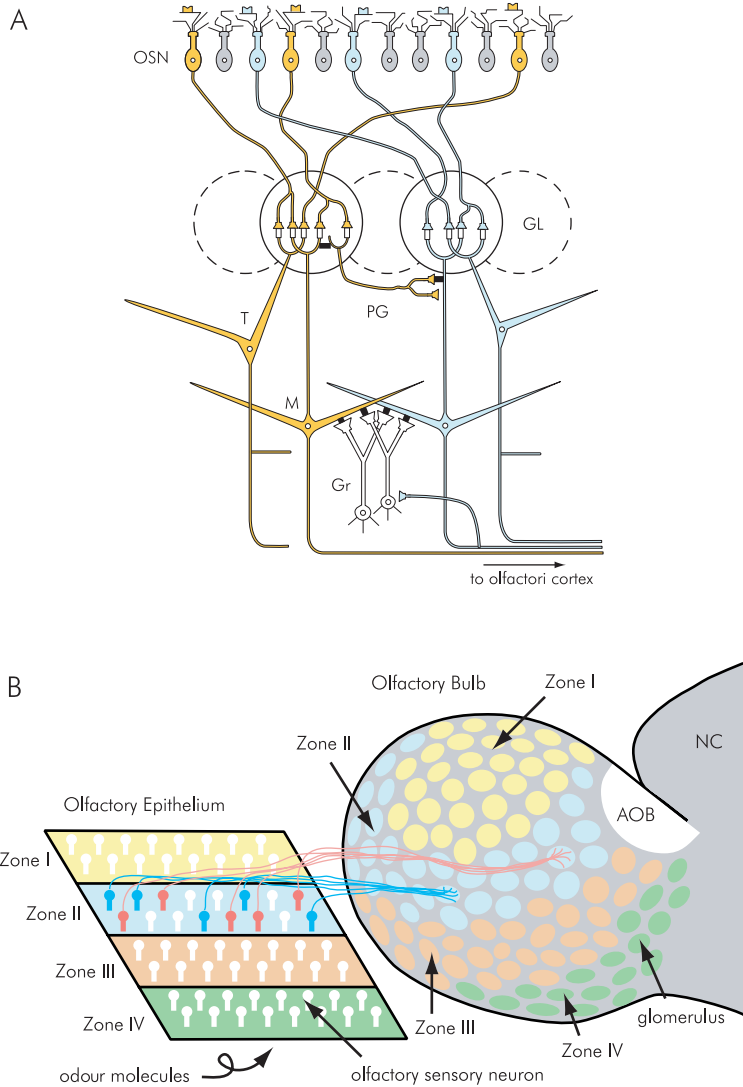 A
OSN
GL
T
PG
M
Gr
to olfactori cortex
B
Olfactory Bulb
Zone I
Zone II
NC
Olfactory Epithelium
AOB
Zone I
Zone II
Zone III
Zone IV
glomerulus
Zone III
Zone IV
odour molecules
olfactory sensory neuron